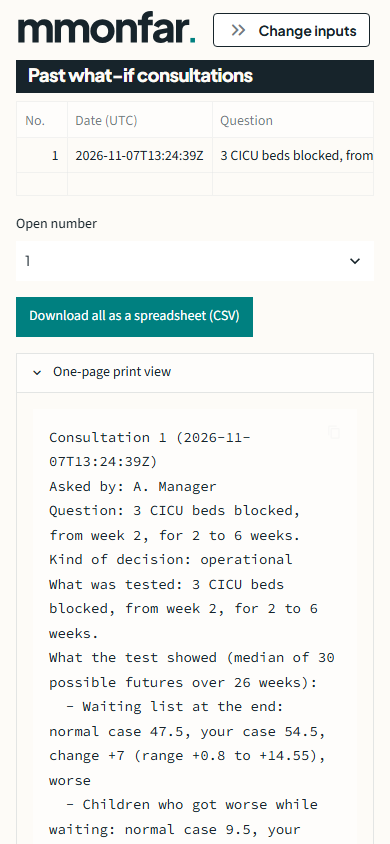 mmonfar.
Change inputs
Past what-if consultations
No. Date (UTC) Question
1 2026-11-07T13:24:39Z 3 CICU beds blocked, from
Open number
1
Download all as a spreadsheet (CSV)
One-page print view
Consultation 1 (2026-11-
07T13:24:39Z)
Asked by: A. Manager
Question: 3 CICU beds blocked,
from week 2, for 2 to 6 weeks.
Kind of decision: operational
What was tested: 3 CICU beds
blocked, from week 2, for 2 to 6
weeks.
What the test showed (median of 30
possible futures over 26 weeks):
- Waiting list at the end:
normal case 47.5, your case 54.5,
change +7 (range +0.8 to +14.55),
worse
- Children who got worse while
waiting: normal case 9.5, your